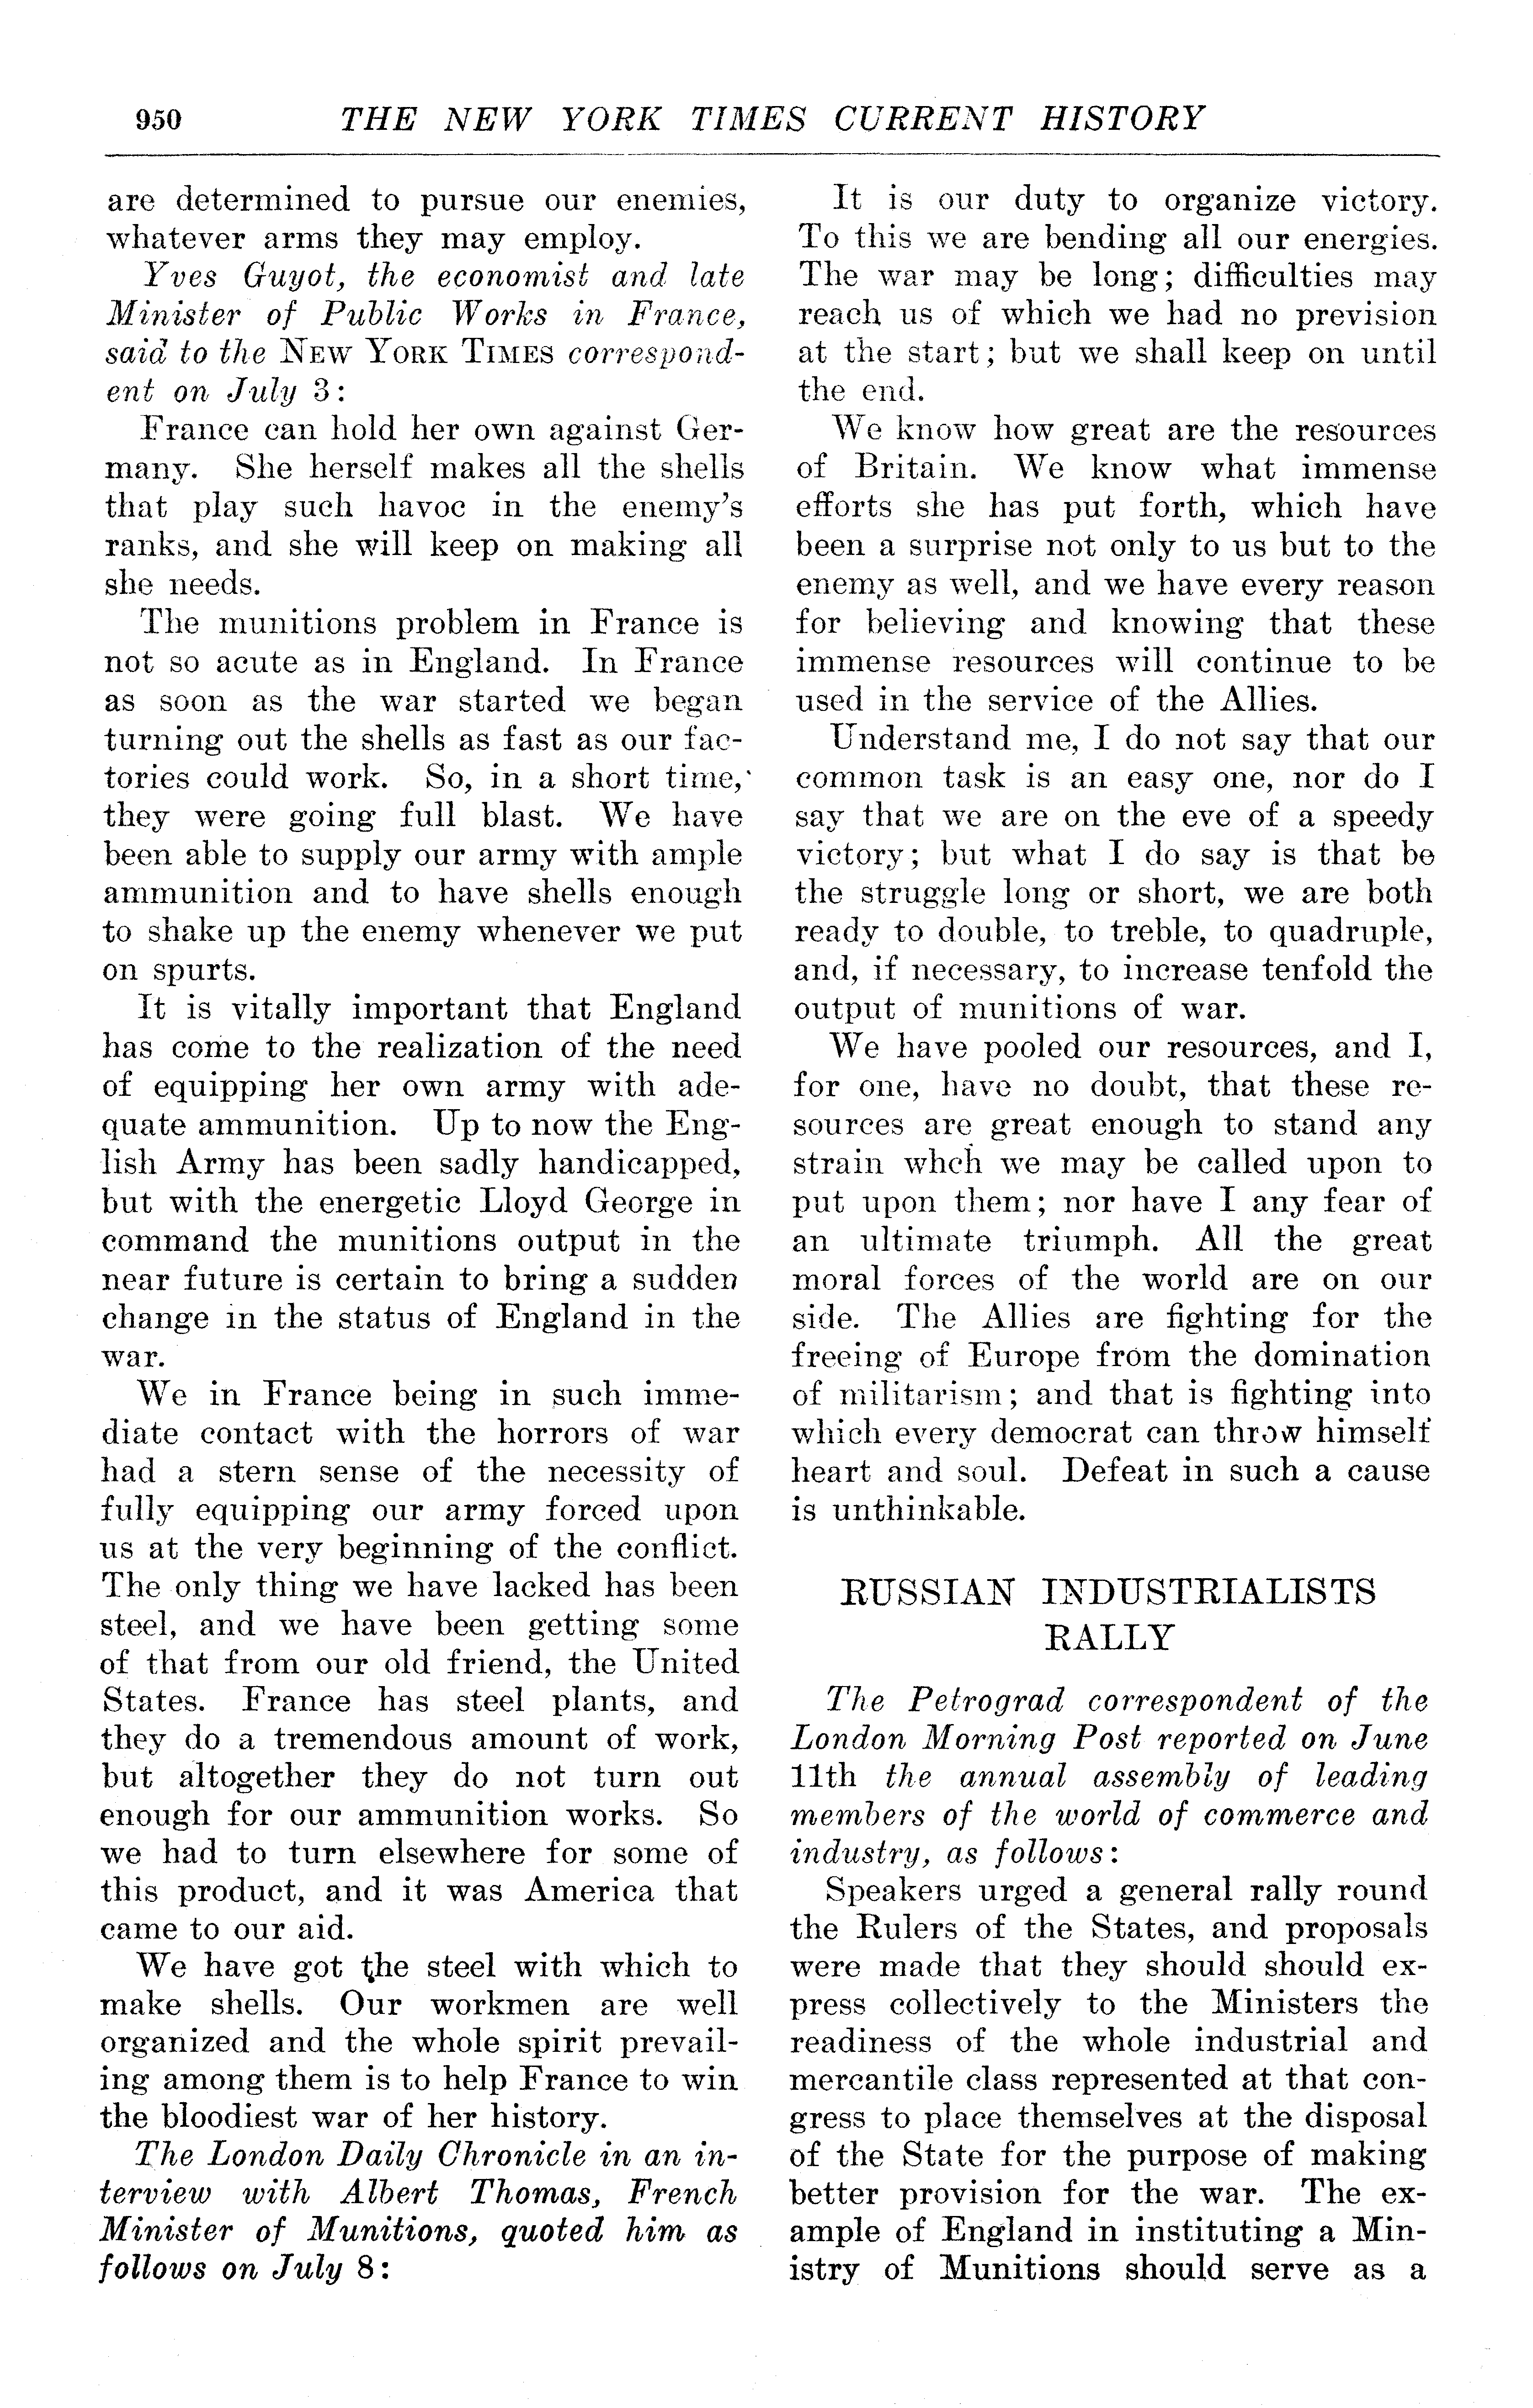 950 THE NEW YORK TIMES CURRENT HISTORY
are determined to pursue our enemies,
whatever arms they may employ.
Yves Guyot, the economist and late
Minister of Public Works in France,
said to the NEW YORK TIMES correspond-
ent on July 3:
France can hold her own against Ger-
many. She herself makes all the shells
that play such havoc in the enemy's
ranks, and she will keep on making all
she needs.
The munitions problem in France is
not so acute as in England. In France
as soon as the war started we began
turning out the shells as fast as our fac-
tories could work. So, in a short time,
they were going full blast. We have
been able to supply our army with ample
ammunition and to have shells enough
to shake up the enemy whenever we put
on spurts.
It is vitally important that England
has come to the realization of the need
of equipping her own army with ade-
quate ammunition. Up to now the Eng-
lish Army has been sadly handicapped,
but with the energetic Lloyd George in
command the munitions output in the
near future is certain to bring a sudden
change in the status of England in the
war.
We in France being in such imme-
diate contact with the horrors of war
had a stern sense of the necessity of
fully equipping our army forced upon
us at the very beginning of the conflict.
The only thing we have lacked has been
steel, and we have been getting some
of that from our old friend, the United
States. France has steel plants, and
they do a tremendous amount of work,
but altogether they do not turn out
enough for our ammunition works. So
we had to turn elsewhere for some of
this product, and it was America that
came to our aid.
We have got the steel with which to
make shells. Our workmen are well
organized and the whole spirit prevail-
ing among them is to help France to win
the bloodiest war of her history.
The London Daily Chronicle in an in-
terview with Albert Thomas, French
Minister of Munitions, quoted him as
follows on July 8:
It is our duty to organize victory.
To this we are bending all our energies.
The war may be long; difficulties may
reach us of which we had no prevision
at the start; but we shall keep on until
the end.
We know how great are the resources
of Britain. We know what immense
efforts she has put forth, which have
been a surprise not only to us but to the
enemy as well, and we have every reason
for believing and knowing that these
immense resources will continue to be
used in the service of the Allies.
Understand me, I do not say that our
common task is an easy one, nor do I
say that we are on the eve of a speedy
victory; but what I do say is that be
the struggle long or short, we are both
ready to double, to treble, to quadruple,
and, if necessary, to increase tenfold the
output of munitions of war.
We have pooled our resources, and I,
for one, have no doubt, that these re-
sources are great enough to stand any
strain whch we may be called upon to
put upon them; nor have I any fear of
an ultimate triumph. All the great
moral forces of the world are on our
side. The Allies are fighting for the
freeing of Europe from the domination
of militarism; and that is fighting into
which every democrat can throw himself
heart and soul. Defeat in such a cause
is unthinkable.
RUSSIAN INDUSTRIALISTS
RALLY
The Petrograd correspondent of the
London Morning Post reported on June
11th the annual assembly of leading
members of the world of commerce and
industry, as follows:
Speakers urged a general rally round
the Rulers of the States, and proposals
were made that they should should ex-
press collectively to the Ministers the
readiness of the whole industrial and
mercantile class represented at that con-
gress to place themselves at the disposal
of the State for the purpose of making
better provision for the war. The ex-
ample of England in instituting a Min-
istry of Munitions should serve as a